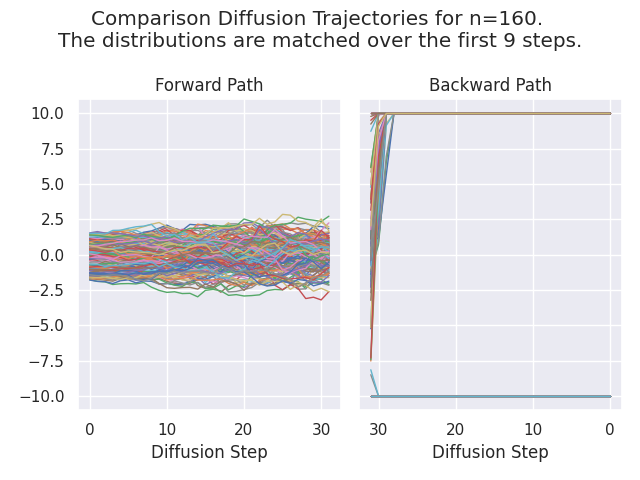 Comparison Diffusion Trajectories for n=160.
The distributions are matched over the first 9 steps.
Forward Path
Backward Path
10.0
7.5
5.0
2.5
0.0
−2.5
−5.0
−7.5
−10.0
0 10 20 30
30 20 10 0
Diffusion Step
Diffusion Step